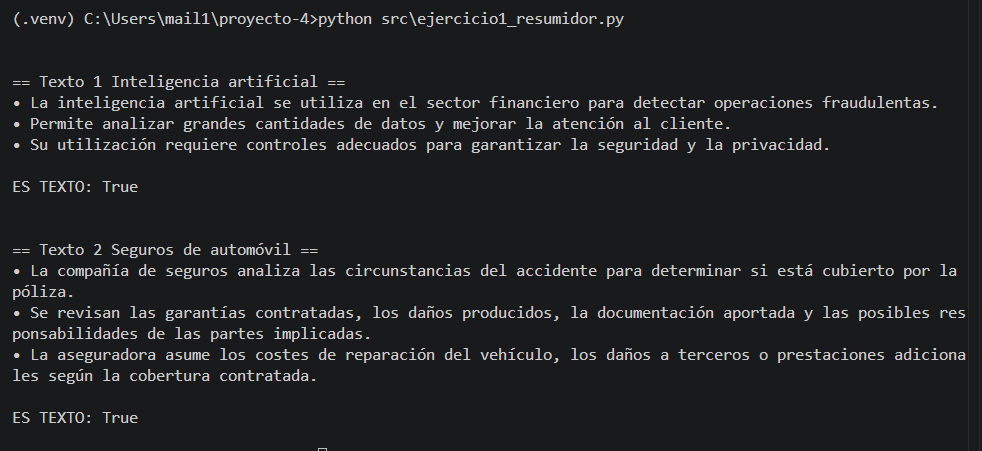 (.venv) C:\Users\mail1\proyecto-4>python src\ejercicio1_resumidor.py
== Texto 1 Inteligencia artificial ==
• La inteligencia artificial se utiliza en el sector financiero para detectar operaciones fraudulentas.
• Permite analizar grandes cantidades de datos y mejorar la atención al cliente.
• Su utilización requiere controles adecuados para garantizar la seguridad y la privacidad.
ES TEXTO: True
== Texto 2 Seguros de automóvil ==
• La compañía de seguros analiza las circunstancias del accidente para determinar si está cubierto por la
póliza.
• Se revisan las garantías contratadas, los daños producidos, la documentación aportada y las posibles res
ponsabilidades de las partes implicadas.
• La aseguradora asume los costes de reparación del vehículo, los daños a terceros o prestaciones adiciona
les según la cobertura contratada.
ES TEXTO: True